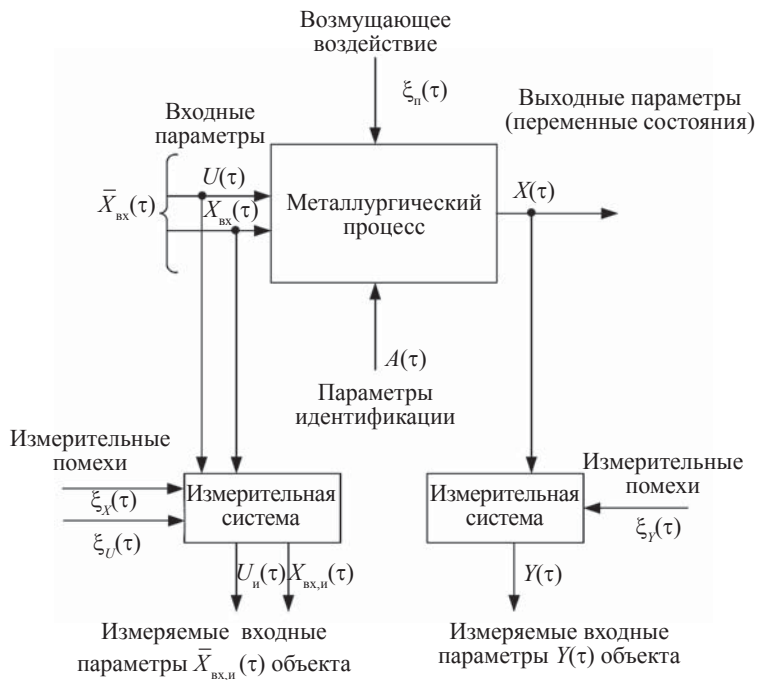 Возмущающее
воздействие
ξп(τ)
Входные
параметры
Выходные параметры
(переменные состояния)
U(τ)
X̅вх(τ)
Xвх(τ)
Металлургический
процесс
X(τ)
A(τ)
Параметры
идентификации
Измерительные
помехи
ξX(τ)
ξU(τ)
Измерительная
система
Измерительная
система
Измерительные
помехи
ξY(τ)
Uи(τ)
Xвх,и(τ)
Y(τ)
Измеряемые входные
параметры X̅вх,и(τ) объекта
Измеряемые входные
параметры Y(τ) объекта